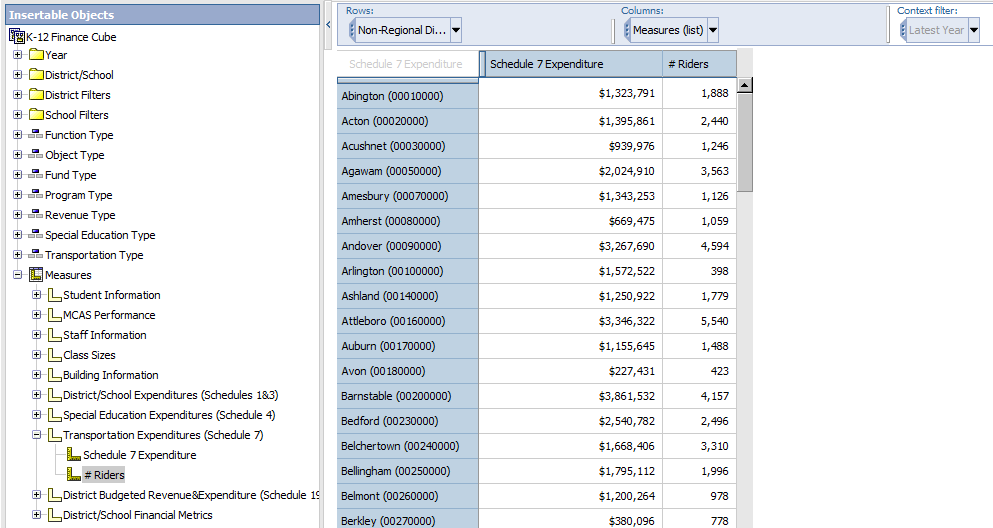 Insertable Objects
K-12 Finance Cube
Year
District/School
District Filters
School Filters
Function Type
Object Type
Fund Type
Program Type
Revenue Type
Special Education Type
Transportation Type
Measures
Student Information
MCAS Performance
Staff Information
Class Sizes
Building Information
District/School Expenditures (Schedules 1&3)
Special Education Expenditures (Schedule 4)
Transportation Expenditures (Schedule 7)
Schedule 7 Expenditure
# Riders
District Budgeted Revenue&Expenditure (Schedule 19
District/School Financial Metrics
Rows: Columns: Context filter:
Non-Regional Di... Measures (list) Latest Year
Schedule 7 Expenditure Schedule 7 Expenditure # Riders
Abington (00010000) $1,323,791 1,888
Acton (00020000) $1,395,861 2,440
Acushnet (00030000) $939,976 1,246
Agawam (00050000) $2,024,910 3,563
Amesbury (00070000) $1,343,253 1,126
Amherst (00080000) $669,475 1,059
Andover (00090000) $3,267,690 4,594
Arlington (00100000) $1,572,522 398
Ashland (00140000) $1,250,922 1,779
Attleboro (00160000) $3,346,322 5,540
Auburn (00170000) $1,155,645 1,488
Avon (00180000) $227,431 423
Barnstable (00200000) $3,861,532 4,157
Bedford (00230000) $2,540,782 2,496
Belchertown (00240000) $1,668,406 3,310
Bellingham (00250000) $1,795,112 1,996
Belmont (00260000) $1,200,264 978
Berkley (00270000) $380,096 778